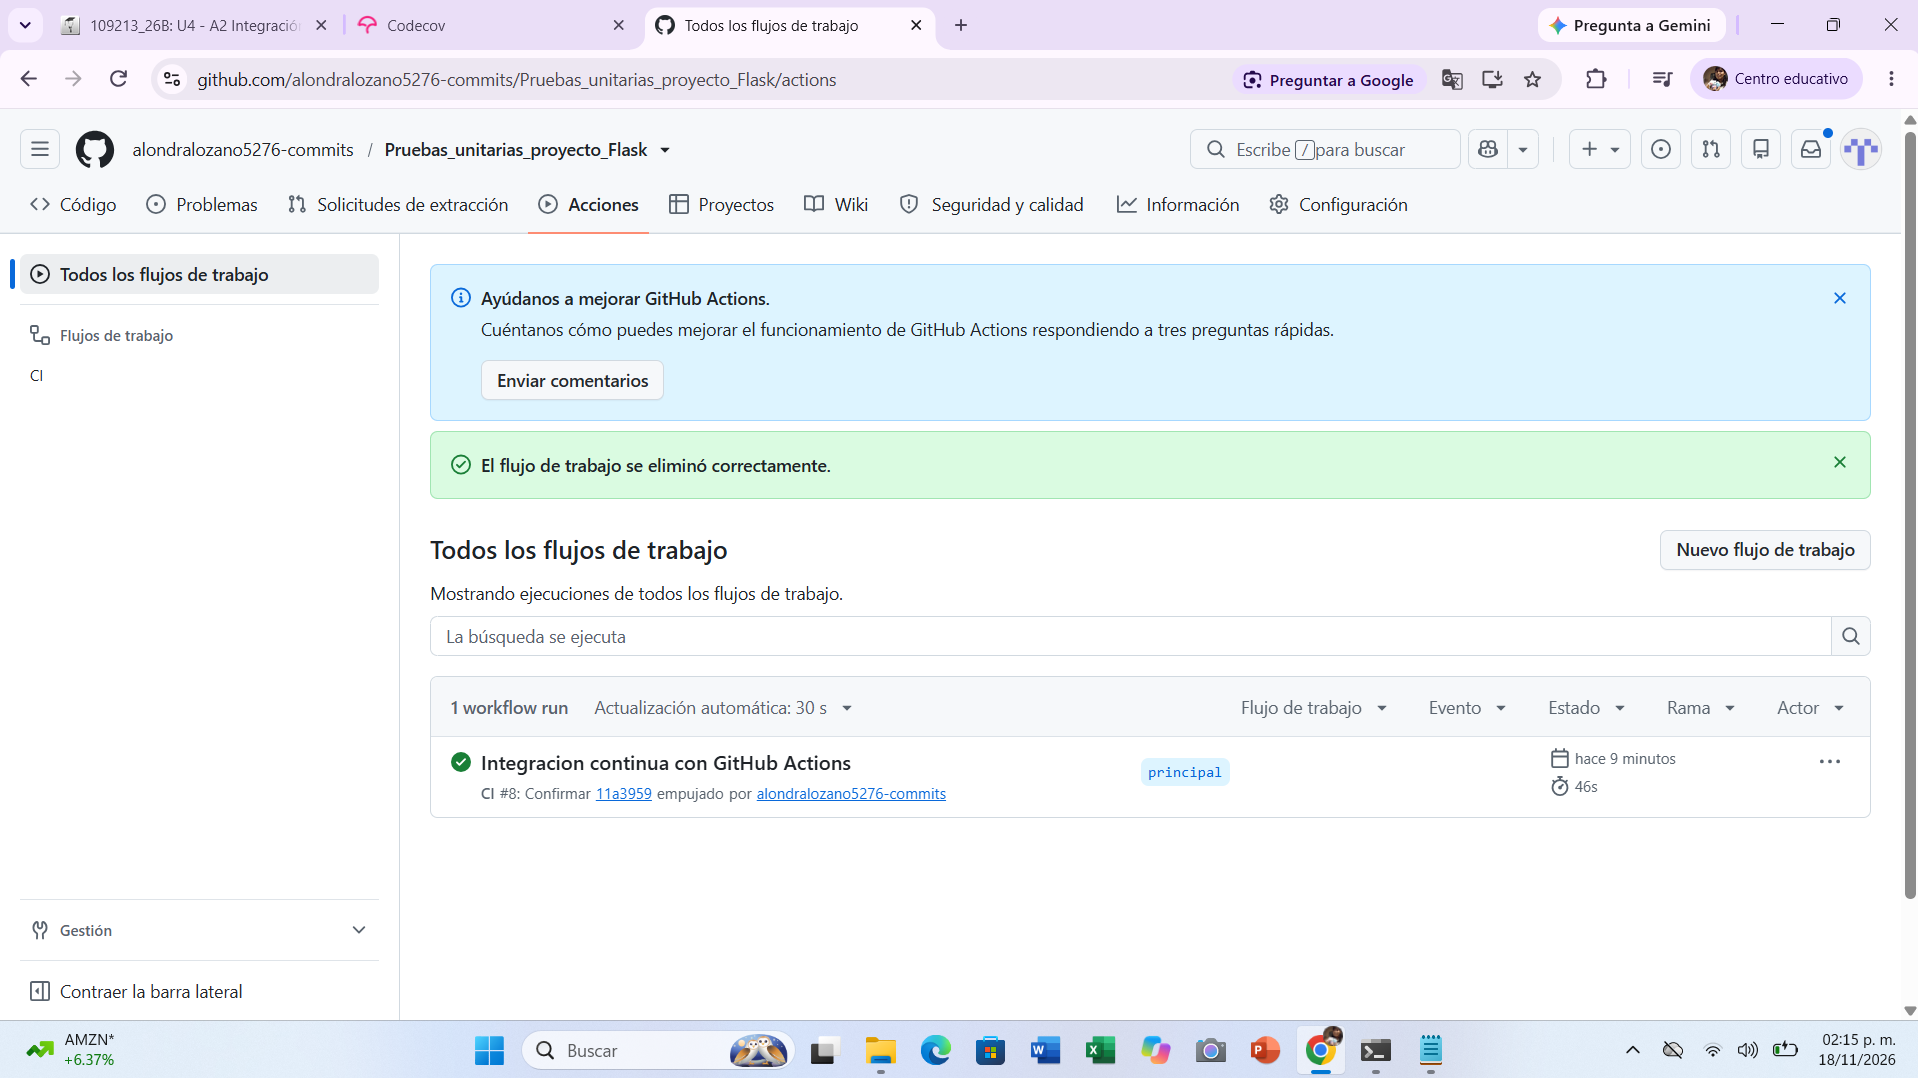 109213_26B: U4 - A2 Integració
Codecov
Todos los flujos de trabajo
Pregunta a Gemini
github.com/alondralozano5276-commits/Pruebas_unitarias_proyecto_Flask/actions
Preguntar a Google
Centro educativo
alondralozano5276-commits / Pruebas_unitarias_proyecto_Flask
Escribe / para buscar
Código
Problemas
Solicitudes de extracción
Acciones
Proyectos
Wiki
Seguridad y calidad
Información
Configuración
Todos los flujos de trabajo
Flujos de trabajo
CI
Ayúdanos a mejorar GitHub Actions.
Cuéntanos cómo puedes mejorar el funcionamiento de GitHub Actions respondiendo a tres preguntas rápidas.
Enviar comentarios
El flujo de trabajo se eliminó correctamente.
Todos los flujos de trabajo
Nuevo flujo de trabajo
Mostrando ejecuciones de todos los flujos de trabajo.
La búsqueda se ejecuta
1 workflow run
Actualización automática: 30 s
Flujo de trabajo
Evento
Estado
Rama
Actor
Integracion continua con GitHub Actions
CI #8: Confirmar 11a3959 empujado por alondralozano5276-commits
principal
hace 9 minutos
46s
Gestión
Contraer la barra lateral
AMZN*
+6.37%
Buscar
02:15 p. m.
18/11/2026